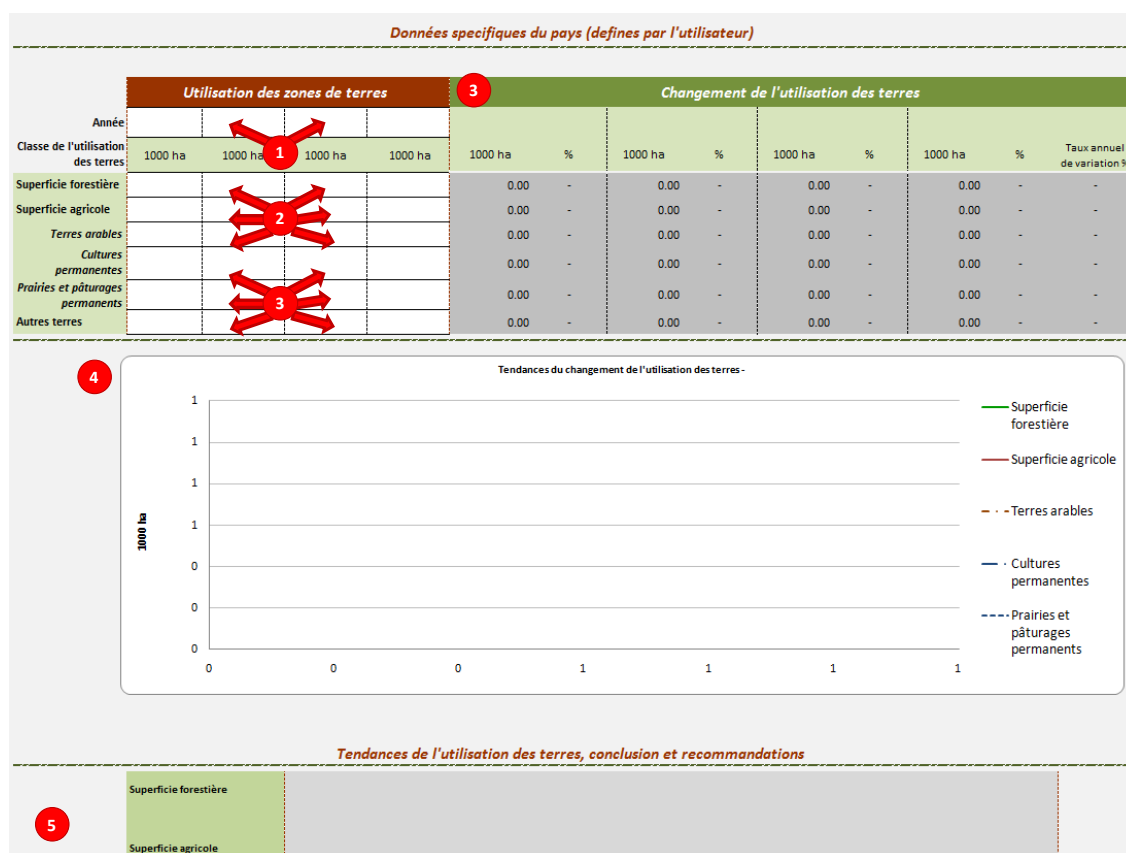 Données specifiques du pays (defines par l'utilisateur)
Utilisation des zones de terres
3
Changement de l'utilisation des terres
Année
Classe de l'utilisation
des terres
1000 ha 1000 ha 1 1000 ha 1000 ha 1000 ha % 1000 ha % 1000 ha % 1000 ha % Taux annuel
de variation %
Superficie forestière 0.00 - 0.00 - 0.00 - 0.00 - -
Superficie agricole 2 0.00 - 0.00 - 0.00 - 0.00 - -
Terres arables 0.00 - 0.00 - 0.00 - 0.00 - -
Cultures
permanentes 0.00 - 0.00 - 0.00 - 0.00 - -
Prairies et pâturages
permanents 3 0.00 - 0.00 - 0.00 - 0.00 - -
Autres terres 0.00 - 0.00 - 0.00 - 0.00 - -
4
Tendances du changement de l'utilisation des terres -
1000 ha
1
1
1
1
0
0
0
0 0 0 1 1 1 1
Superficie
forestière
Superficie agricole
Terres arables
Cultures
permanentes
Prairies et
pâturages
permanents
Tendances de l'utilisation des terres, conclusion et recommandations
Superficie forestière
5
Superficie agricole